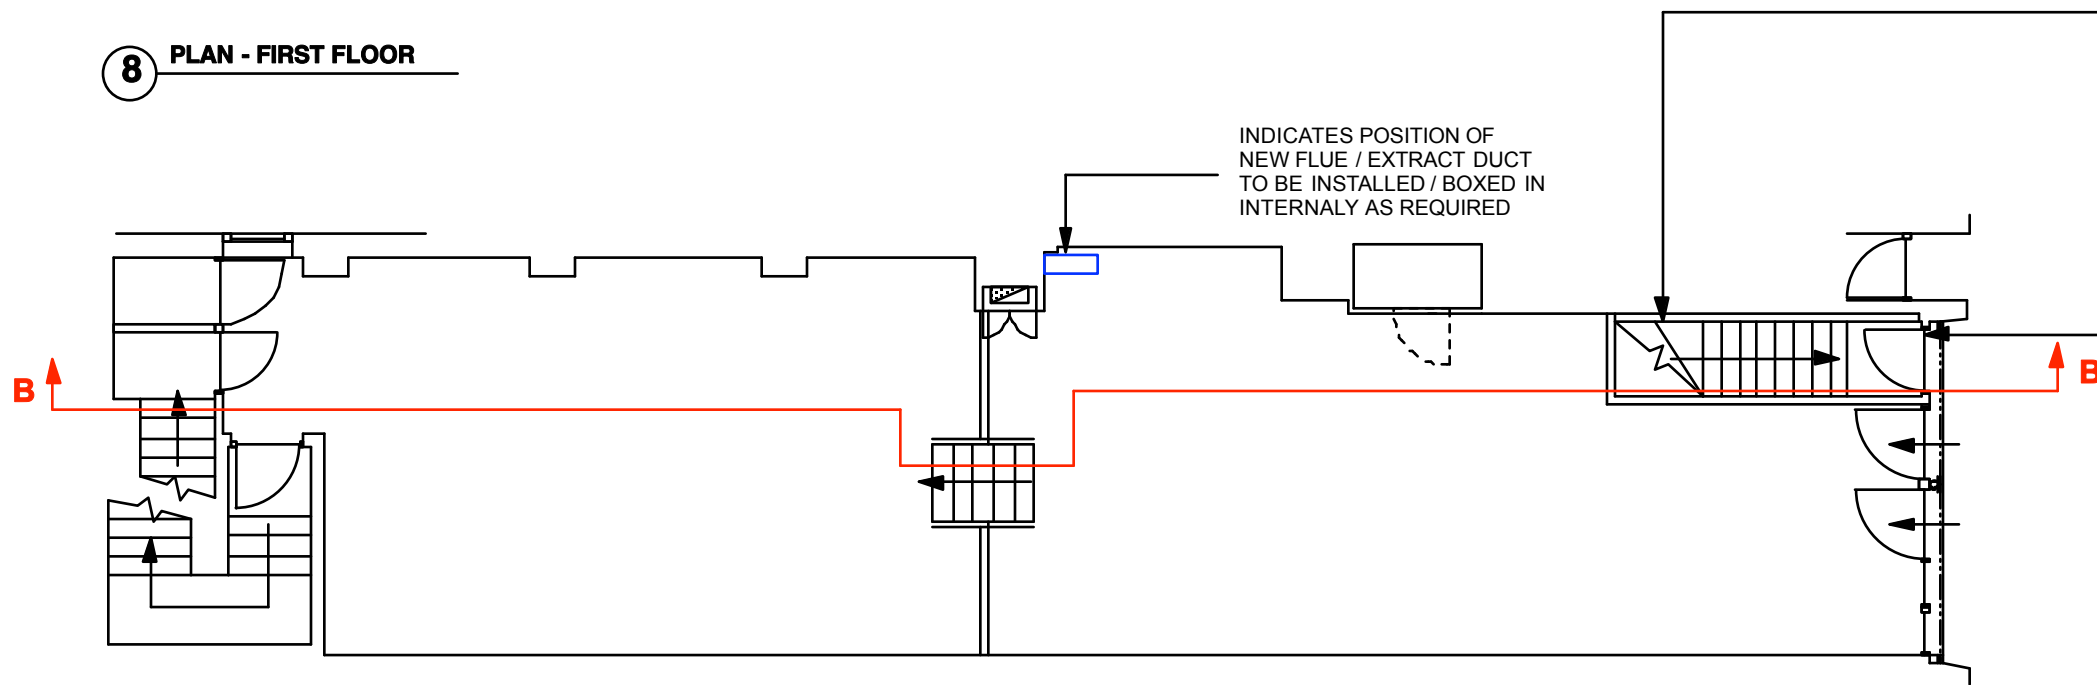 8
PLAN - FIRST FLOOR
INDICATES POSITION OF
NEW FLUE / EXTRACT DUCT
TO BE INSTALLED / BOXED IN
INTERNALY AS REQUIRED
B
B